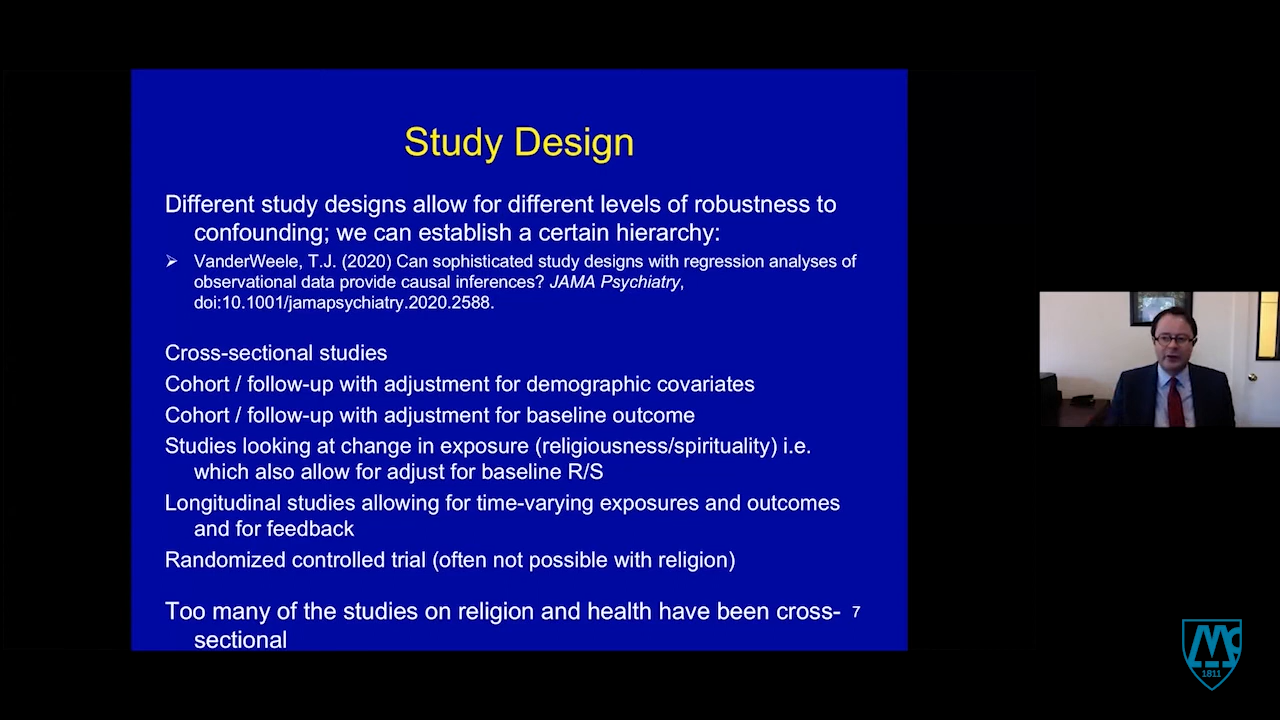 Study Design
Different study designs allow for different levels of robustness to
confounding; we can establish a certain hierarchy:
➢ VanderWeele, T.J. (2020) Can sophisticated study designs with regression analyses of
observational data provide causal inferences? JAMA Psychiatry,
doi:10.1001/jamapsychiatry.2020.2588.
Cross-sectional studies
Cohort / follow-up with adjustment for demographic covariates
Cohort / follow-up with adjustment for baseline outcome
Studies looking at change in exposure (religiousness/spirituality) i.e.
which also allow for adjust for baseline R/S
Longitudinal studies allowing for time-varying exposures and outcomes
and for feedback
Randomized controlled trial (often not possible with religion)
Too many of the studies on religion and health have been cross-
sectional
7
1811